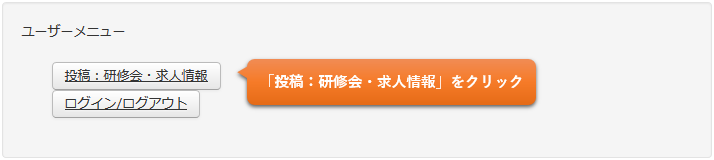 ユーザーメニュー
投稿：研修会・求人情報
「投稿：研修会・求人情報」をクリック
ログイン/ログアウト